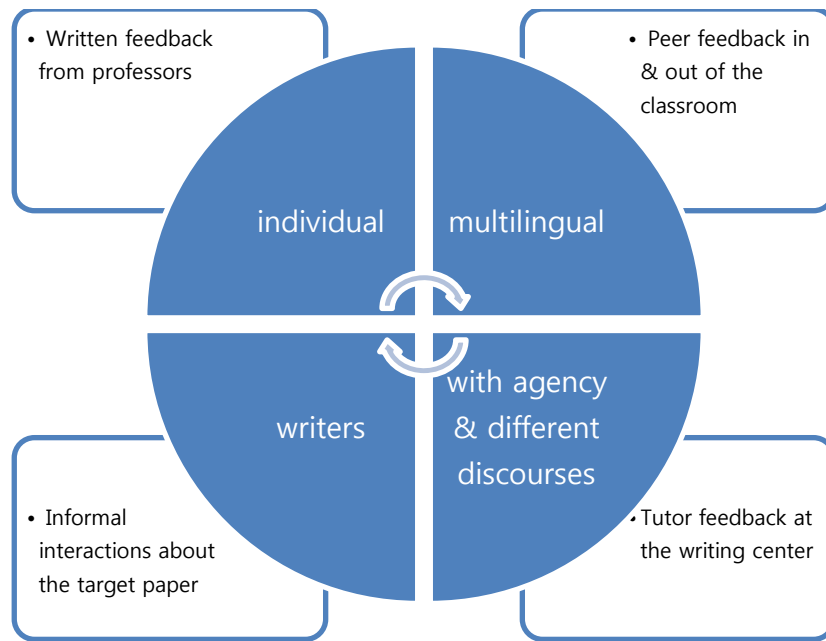 • Written feedback
from professors
• Peer feedback in
& out of the
classroom
individual
multilingual
writers
with agency
& different
discourses
• Informal
interactions about
the target paper
• Tutor feedback at
the writing center